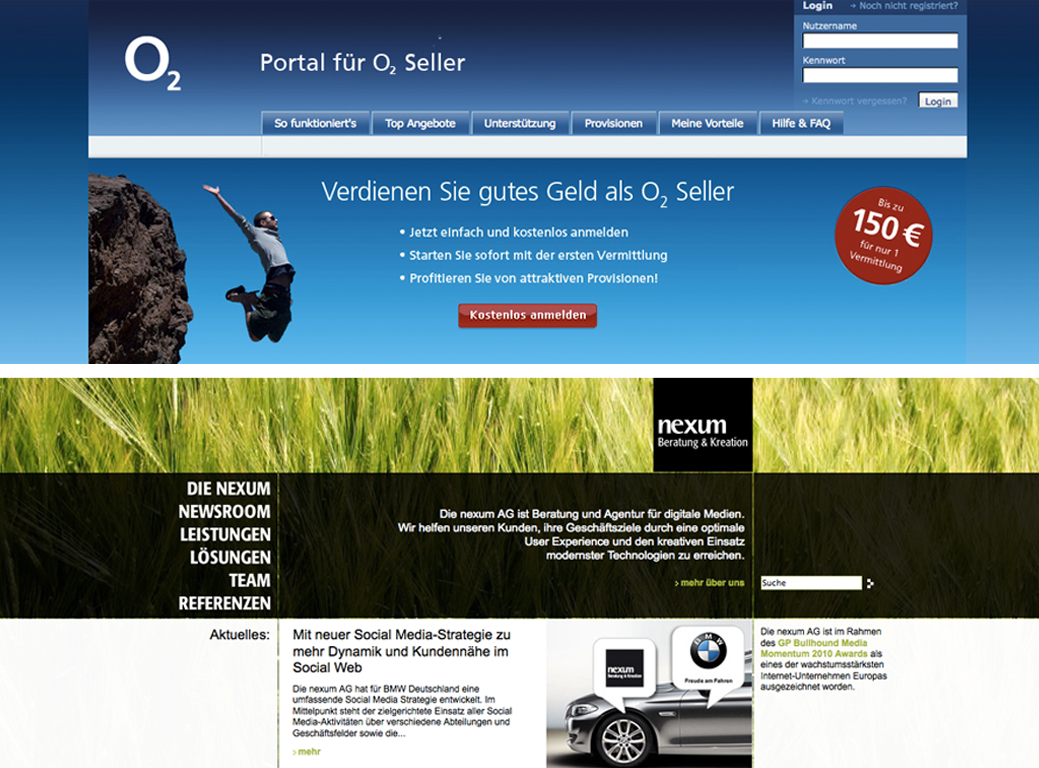 Login → Noch nicht registriert?
Nutzername
Kennwort
→ Kennwort vergessen? Login
O2
Portal für O2 Seller
So funktioniert's Top Angebote Unterstützung Provisionen Meine Vorteile Hilfe & FAQ
Verdienen Sie gutes Geld als O2 Seller
• Jetzt einfach und kostenlos anmelden
• Starten Sie sofort mit der ersten Vermittlung
• Profitieren Sie von attraktiven Provisionen!
Kostenlos anmelden
Bis zu
150 €
für nur 1
Vermittlung
nexum
Beratung & Kreation
DIE NEXUM
NEWSROOM
LEISTUNGEN
LÖSUNGEN
TEAM
REFERENZEN
Die nexum AG ist Beratung und Agentur für digitale Medien.
Wir helfen unseren Kunden, ihre Geschäftsziele durch eine optimale
User Experience und den kreativen Einsatz
modernster Technologien zu erreichen.
› mehr über uns
Suche
Aktuelles:
Mit neuer Social Media-Strategie zu
mehr Dynamik und Kundennähe im
Social Web
Die nexum AG hat für BMW Deutschland eine
umfassende Social Media Strategie entwickelt. Im
Mittelpunkt steht der zielgerichtete Einsatz aller Social
Media-Aktivitäten über verschiedene Abteilungen und
Geschäftsfelder sowie die...
› mehr
nexum
Beratung & Kreation
BMW
Freude am Fahren
Die nexum AG ist im Rahmen
des GP Bullhound Media
Momentum 2010 Awards als
eines der wachstumsstärksten
Internet-Unternehmen Europas
ausgezeichnet worden.